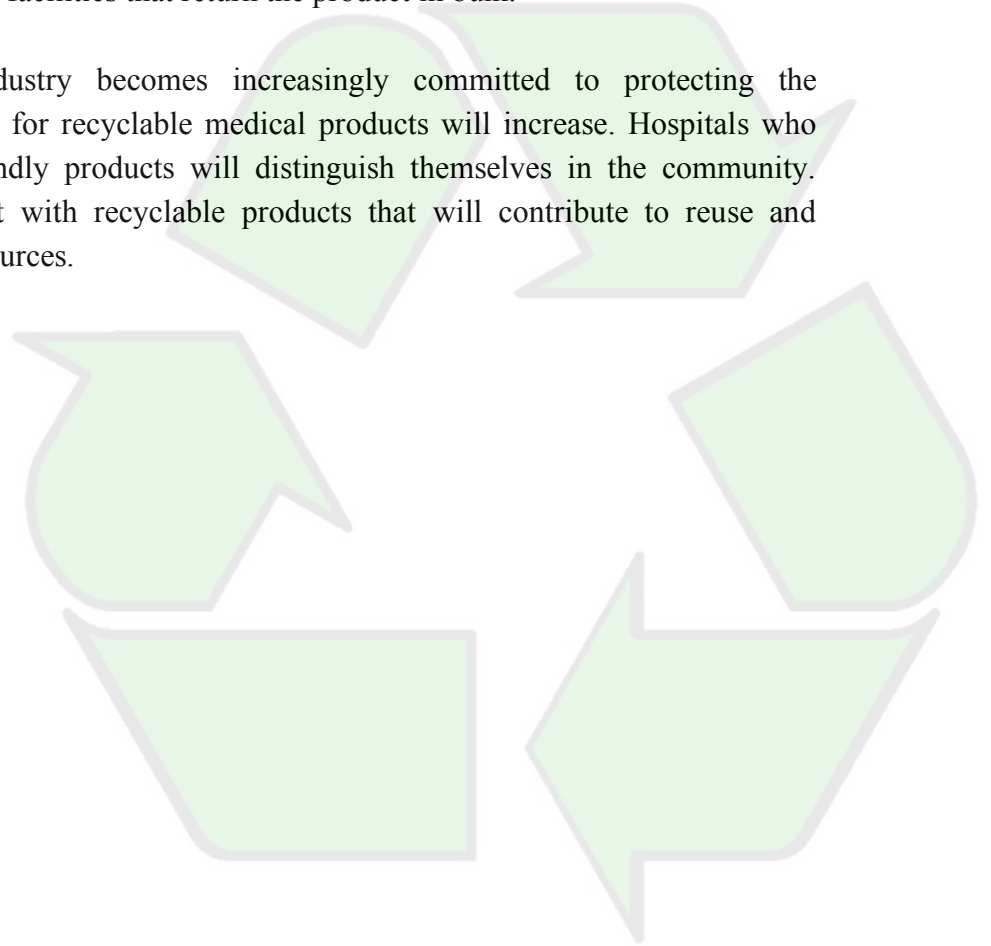 facilities that return the product in bulk.
dustry becomes increasingly committed to protecting the
for recyclable medical products will increase. Hospitals who
ndly products will distinguish themselves in the community.
t with recyclable products that will contribute to reuse and
urces.